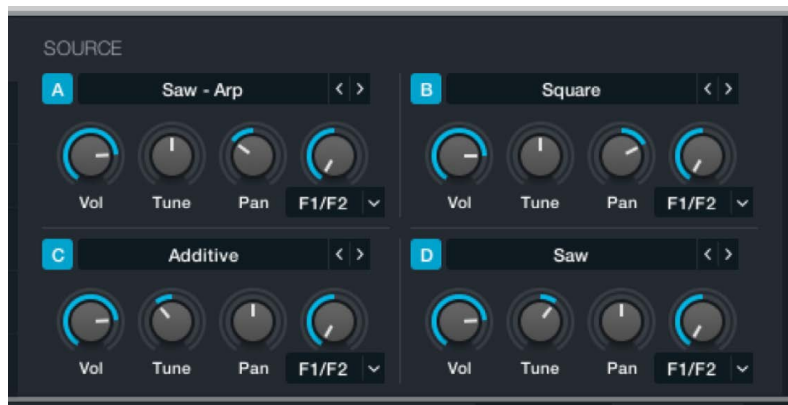 SOURCE
A Saw - Arp < > B Square < >
Vol Tune Pan F1/F2 Vol Tune Pan F1/F2
C Additive < > D Saw < >
Vol Tune Pan F1/F2 Vol Tune Pan F1/F2